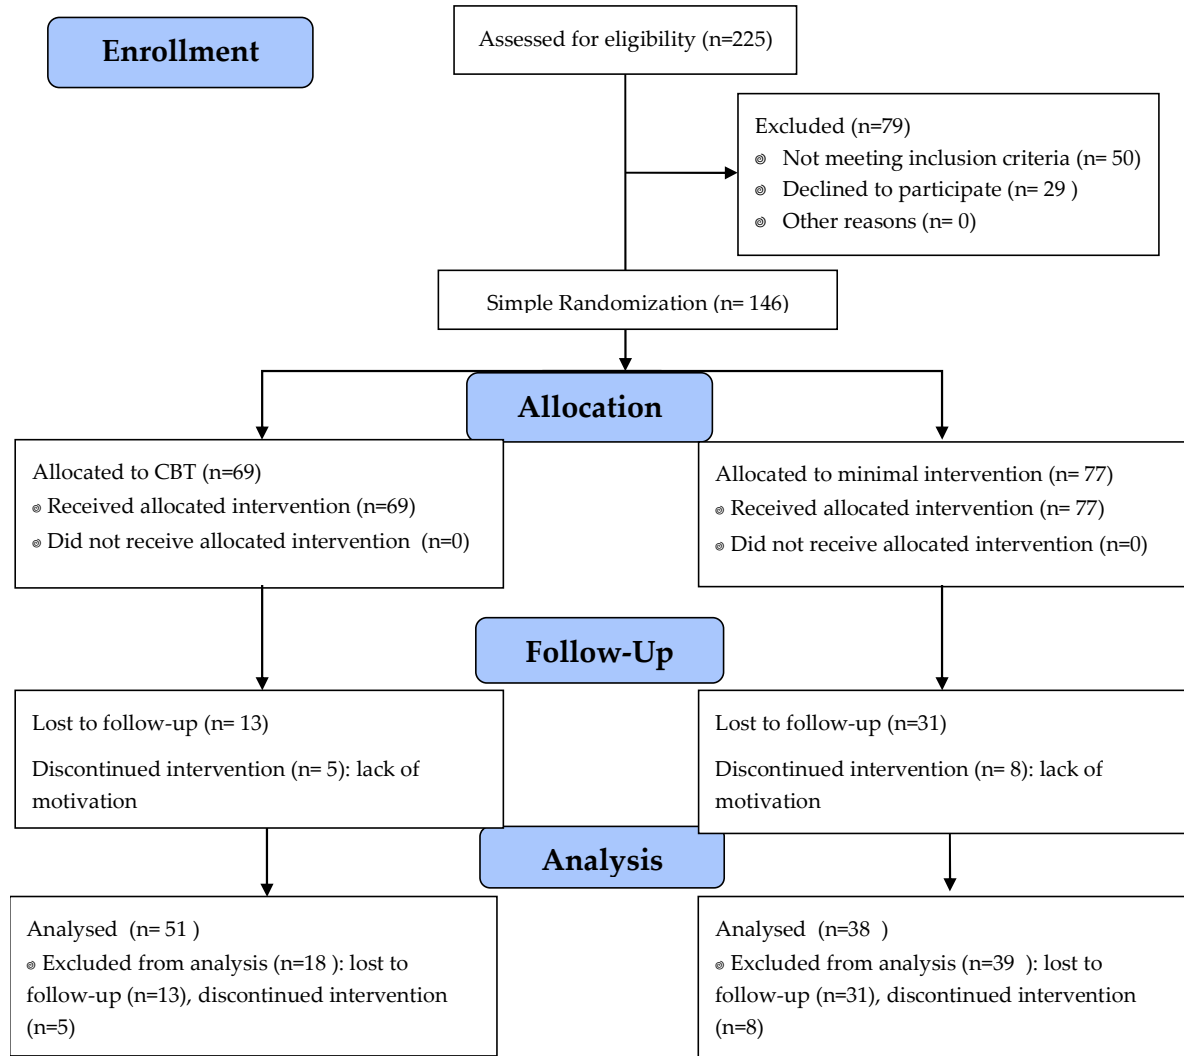 Enrollment
Assessed for eligibility (n=225)
Excluded (n=79)
Not meeting inclusion criteria (n= 50)
Declined to participate (n= 29 )
Other reasons (n= 0)
Simple Randomization (n= 146)
Allocation
Allocated to CBT (n=69)
Received allocated intervention (n=69)
Did not receive allocated intervention (n=0)
Allocated to minimal intervention (n= 77)
Received allocated intervention (n= 77)
Did not receive allocated intervention (n=0)
Follow-Up
Lost to follow-up (n= 13)
Discontinued intervention (n= 5): lack of
motivation
Lost to follow-up (n=31)
Discontinued intervention (n= 8): lack of
motivation
Analysis
Analysed (n= 51 )
Excluded from analysis (n=18 ): lost to
follow-up (n=13), discontinued intervention
(n=5)
Analysed (n=38 )
Excluded from analysis (n=39 ): lost to
follow-up (n=31), discontinued intervention
(n=8)